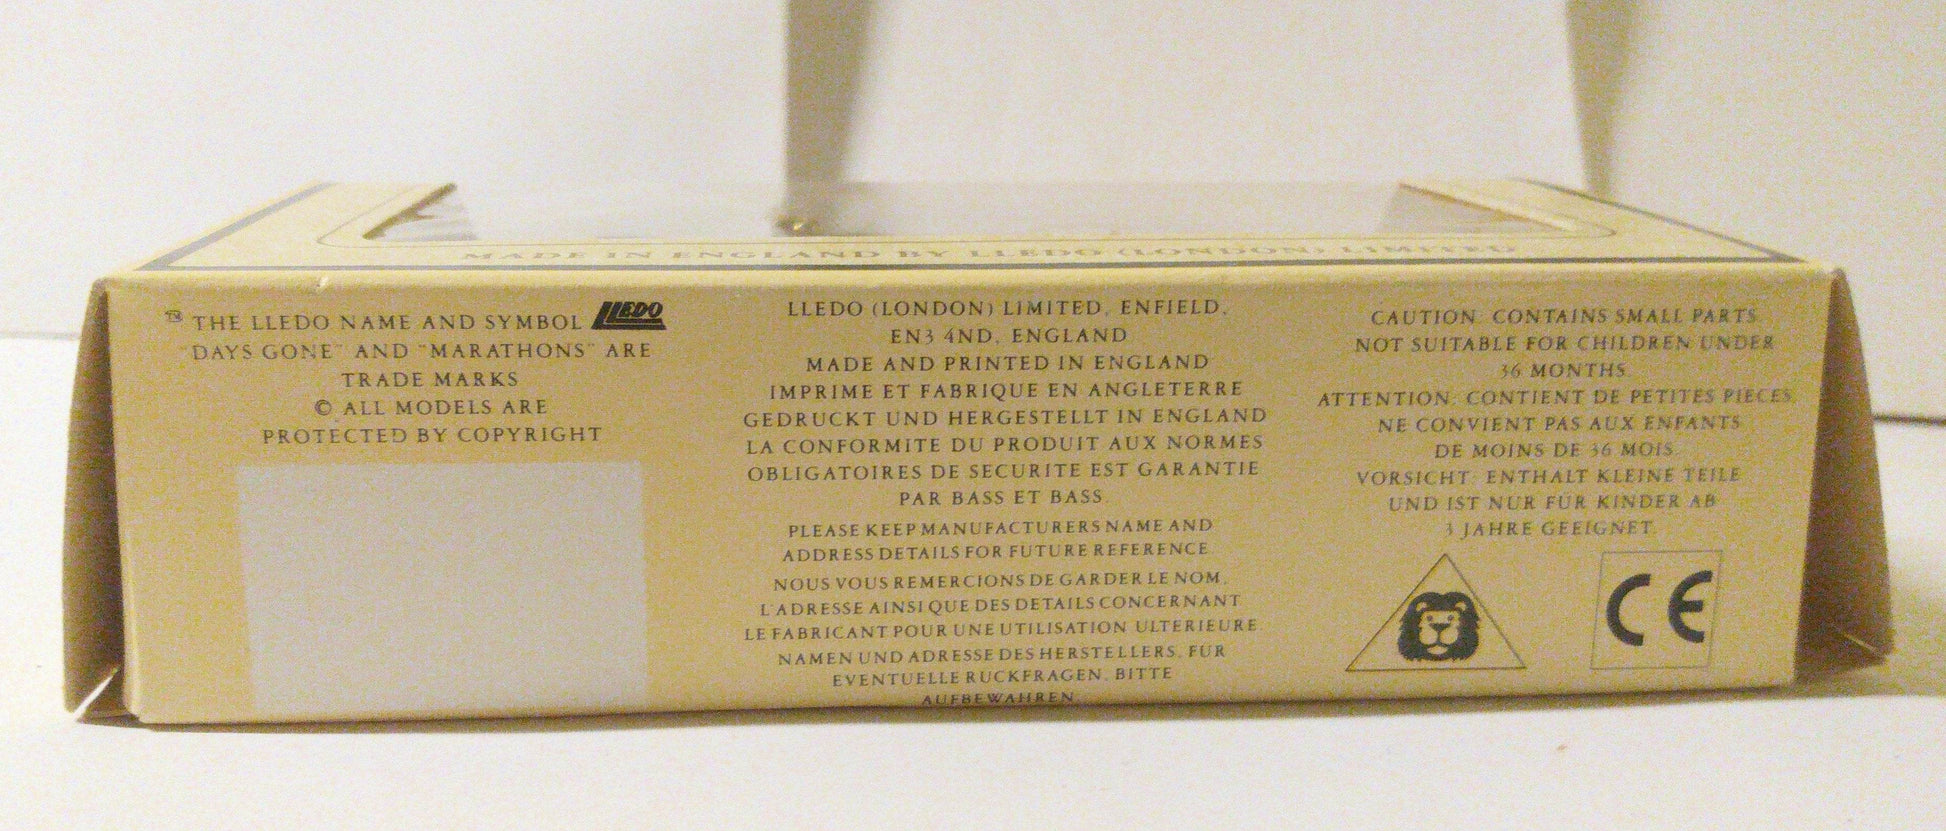 MADE IN ENGLAND BY LLEDO (LONDON) LIMITED
™ THE LLEDO NAME AND SYMBOL LLEDO
"DAYS GONE" AND "MARATHONS" ARE
TRADE MARKS
© ALL MODELS ARE
PROTECTED BY COPYRIGHT
LLEDO (LONDON) LIMITED, ENFIELD,
EN3 4ND, ENGLAND
MADE AND PRINTED IN ENGLAND
IMPRIME ET FABRIQUE EN ANGLETERRE
GEDRUCKT UND HERGESTELLT IN ENGLAND
LA CONFORMITE DU PRODUIT AUX NORMES
OBLIGATOIRES DE SECURITE EST GARANTIE
PAR BASS ET BASS.
PLEASE KEEP MANUFACTURERS NAME AND
ADDRESS DETAILS FOR FUTURE REFERENCE
NOUS VOUS REMERCIONS DE GARDER LE NOM,
L'ADRESSE AINSI QUE DES DETAILS CONCERNANT
LE FABRICANT POUR UNE UTILISATION ULTERIEURE.
NAMEN UND ADRESSE DES HERSTELLERS, FUR
EVENTUELLE RUCKFRAGEN, BITTE
AUFBEWAHREN.
CAUTION: CONTAINS SMALL PARTS.
NOT SUITABLE FOR CHILDREN UNDER
36 MONTHS.
ATTENTION: CONTIENT DE PETITES PIECES,
NE CONVIENT PAS AUX ENFANTS
DE MOINS DE 36 MOIS.
VORSICHT: ENTHALT KLEINE TEILE
UND IST NUR FÜR KINDER AB
3 JAHRE GEEIGNET.
CE